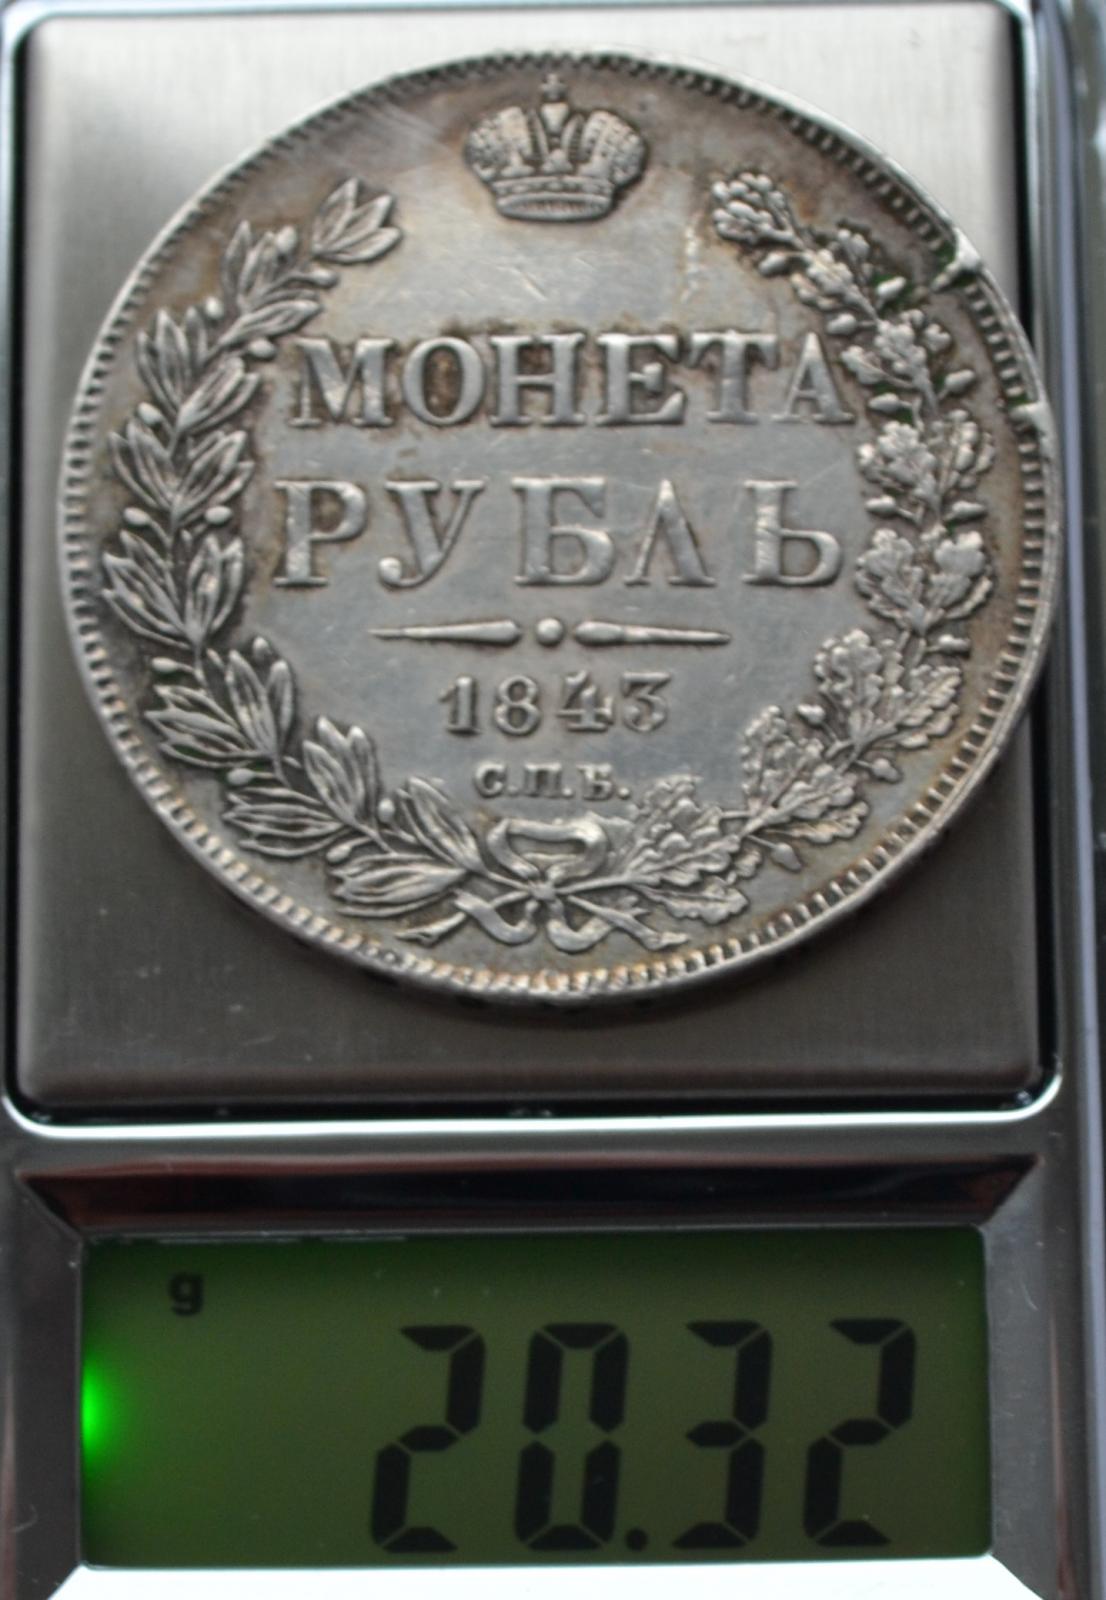 МОНЕТА
РУБЛЬ
1843
С.П.Б.
g
20.32